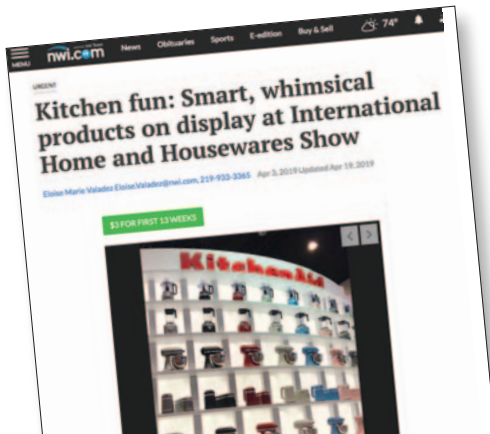 MENU
nwi.com
News
Obituaries
Sports
E-edition
Buy & Sell
74°
URGENT
Kitchen fun: Smart, whimsical
products on display at International
Home and Housewares Show
Eloise Marie Valadez Eloise.Valadez@nwi.com, 219-933-3365 Apr 3, 2019 Updated Apr 19, 2019
$3 FOR FIRST 13 WEEKS
KitchenAid